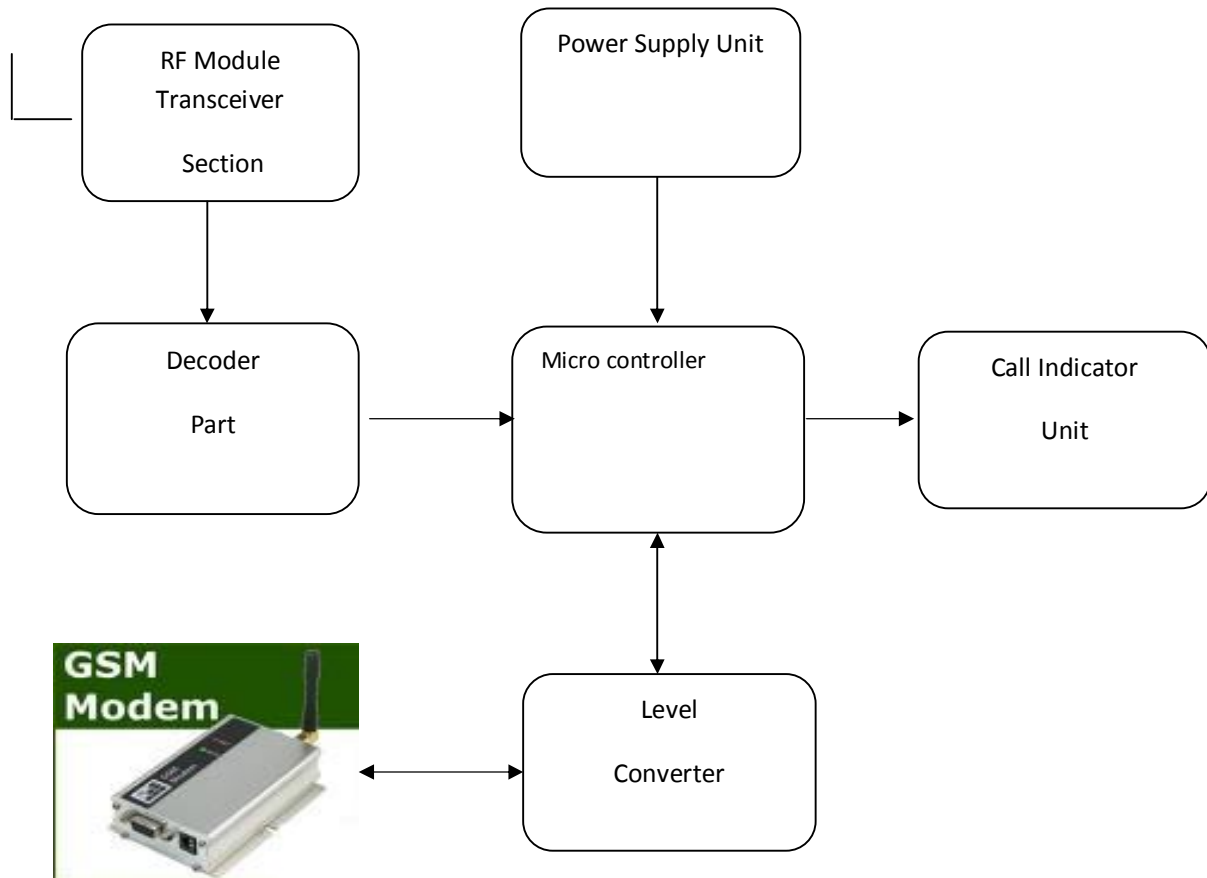 RF Module
Transceiver
Section
Power Supply Unit
Decoder
Part
Micro controller
Call Indicator
Unit
GSM
Modem
Level
Converter